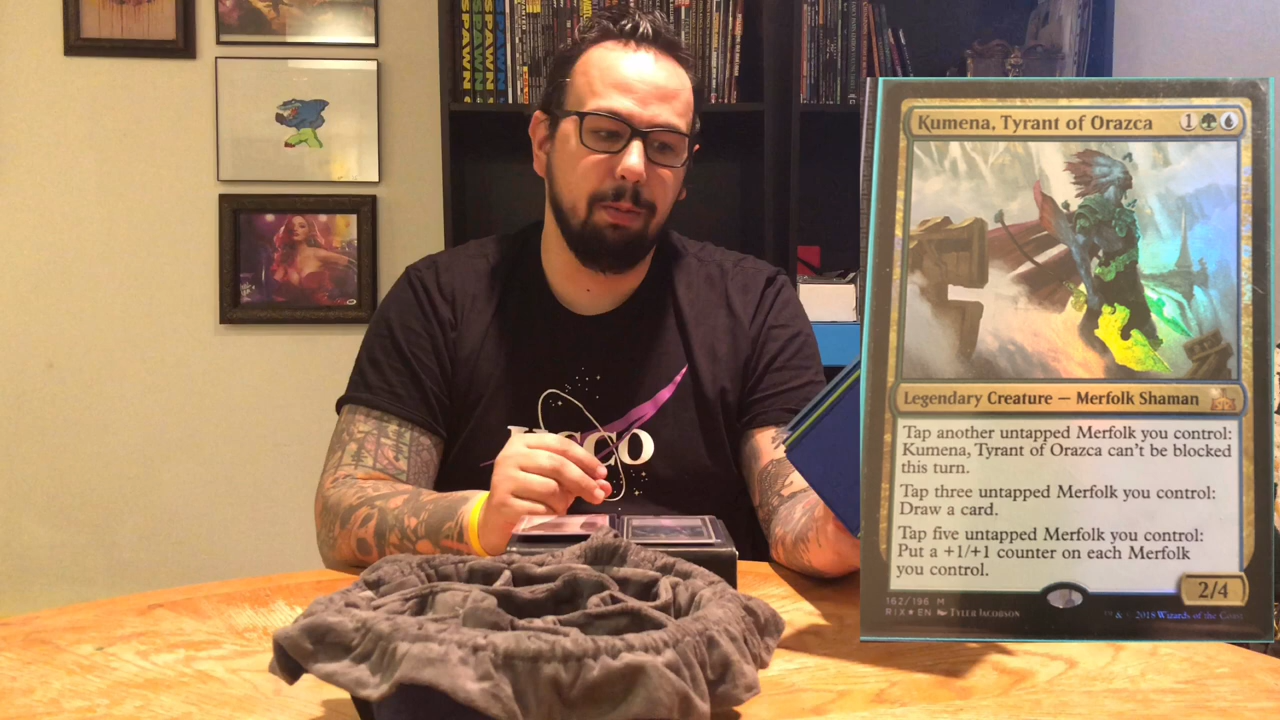 SPAWN
SPAWN
SPAWN
Kumena, Tyrant of Orazca 1
Legendary Creature — Merfolk Shaman
Tap another untapped Merfolk you control:
Kumena, Tyrant of Orazca can't be blocked
this turn.
Tap three untapped Merfolk you control:
Draw a card.
Tap five untapped Merfolk you control:
Put a +1/+1 counter on each Merfolk
you control.
2/4
162/196 M
RIX★EN Tyler Jacobson
™ & © 2018 Wizards of the Coast